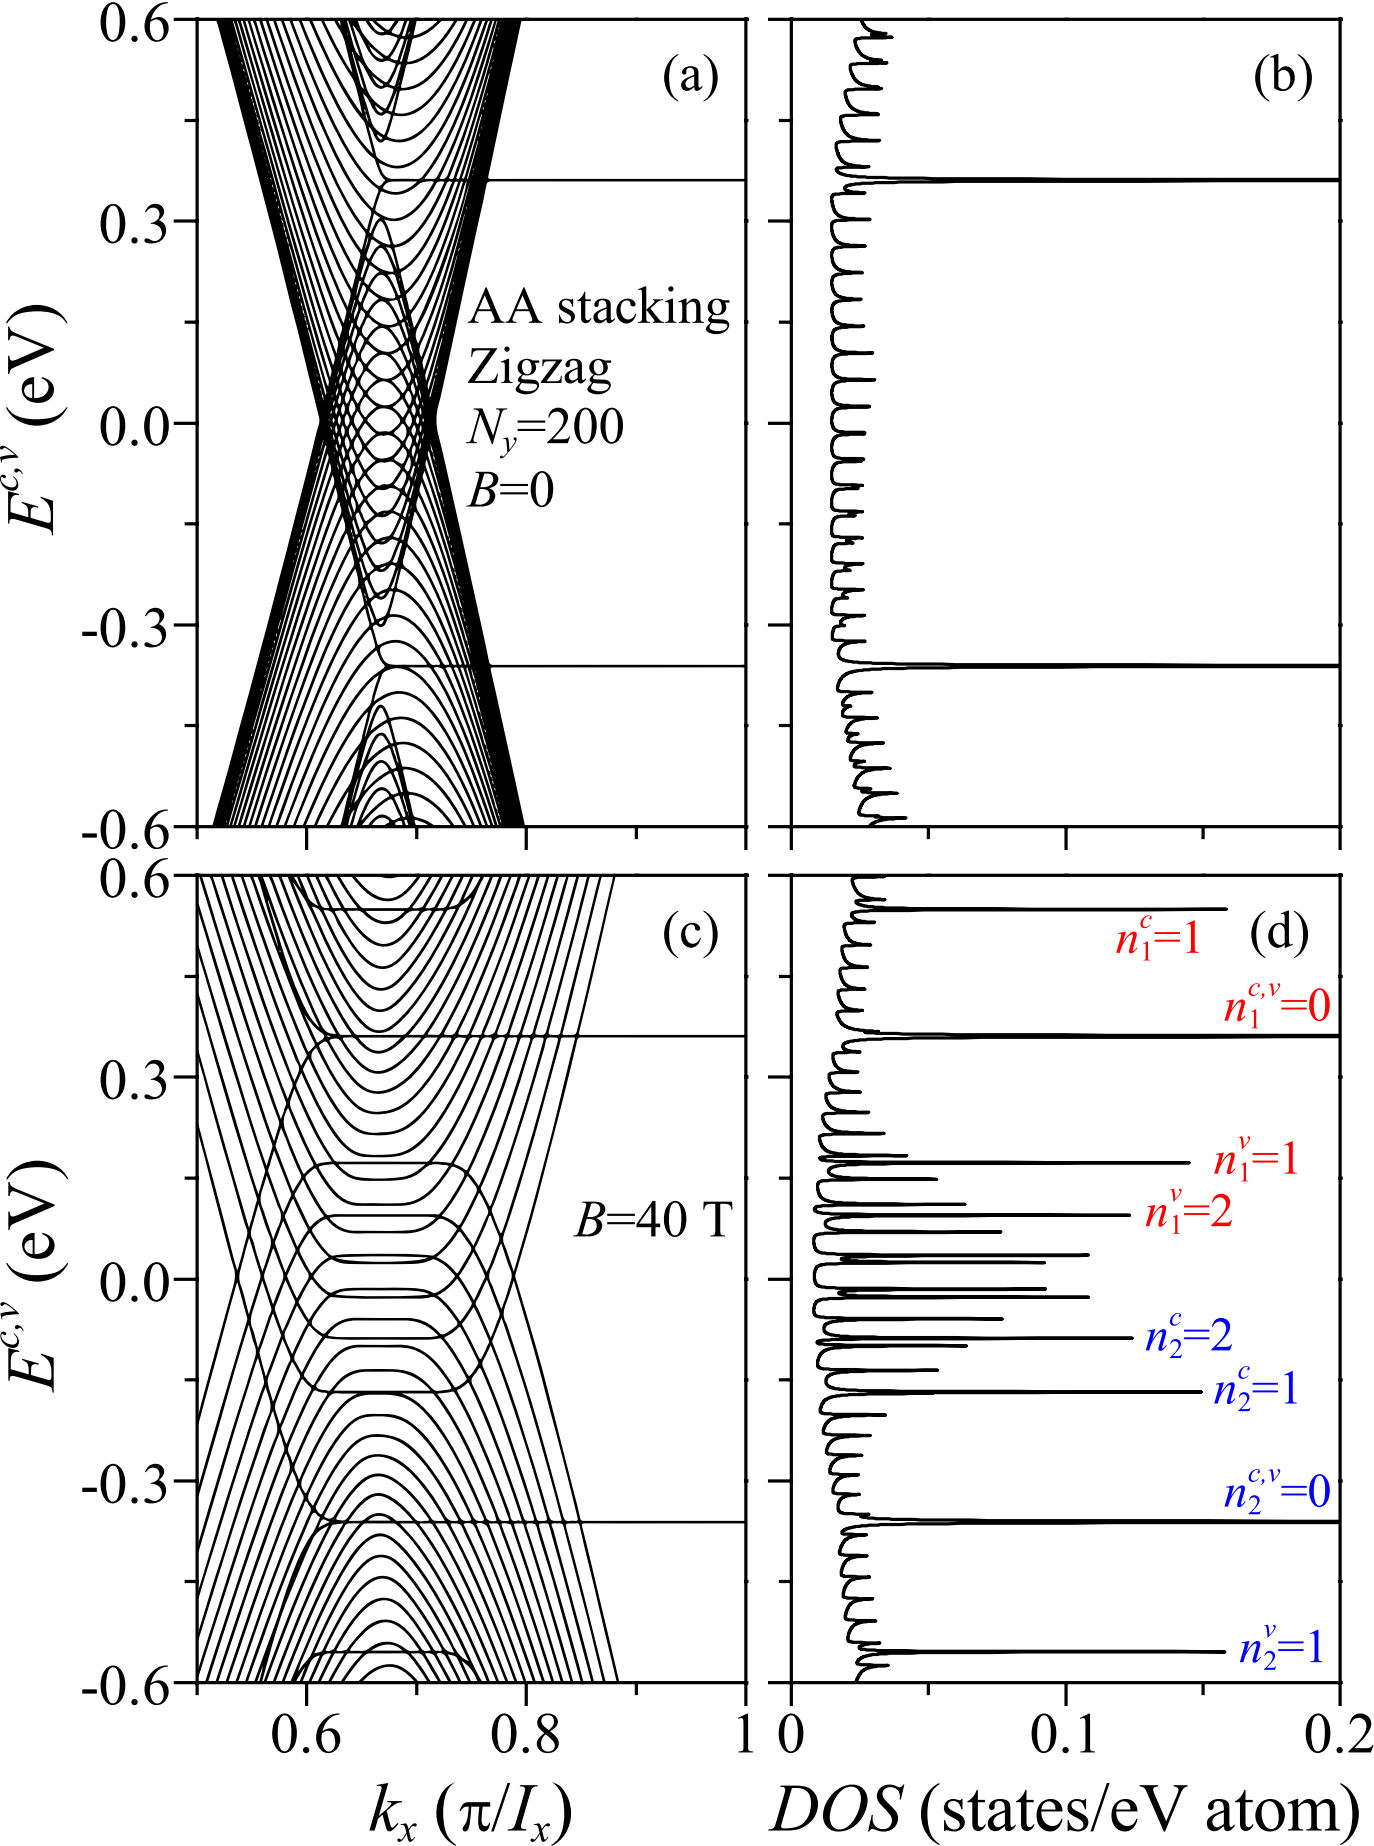 0.6
0.3
0.0
-0.3
-0.6
E^{c,v} (eV)
(a)
AA stacking
Zigzag
N_y=200
B=0
(b)
0.6
0.3
0.0
-0.3
-0.6
E^{c,v} (eV)
(c)
B=40 T
0.6
0.8
1
k_x (π/I_x)
(d)
n_1^c=1
n_1^{c,v}=0
n_1^v=1
n_1^v=2
n_2^c=2
n_2^c=1
n_2^{c,v}=0
n_2^v=1
0
0.1
0.2
DOS (states/eV atom)